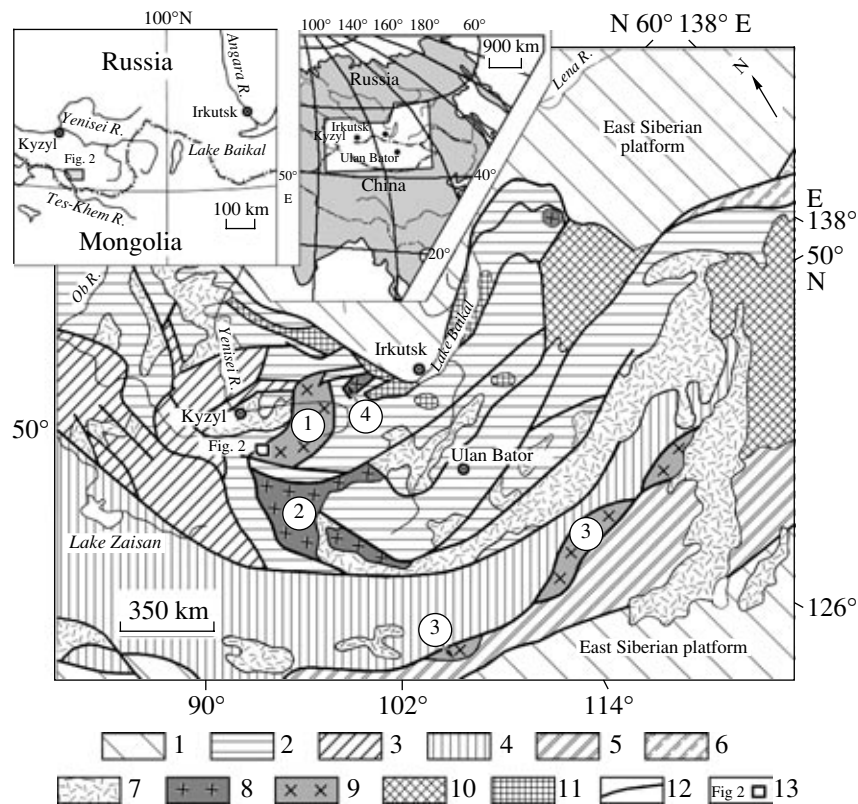 100°N
Russia
Angara R.
Irkutsk
Yenisei R.
Kyzyl
Fig. 2
Lake Baikal
50°
E
Tes-Khem R.
100 km
Mongolia
100° 140° 160° 180° 60°
900 km
Russia
Irkutsk
Kyzyl
Ulan Bator
China
40°
20°
N 60° 138° E
Lena R.
N
East Siberian
platform
E
138°
50°
N
Ob R.
Yenisei R.
Irkutsk
Lake Baikal
Kyzyl
50°
1
4
Fig. 2
Ulan Bator
2
3
Lake Zaisan
350 km
3
126°
East Siberian platform
90° 102° 114°
1 2 3 4 5 6
7 8 9 10 11 12 Fig 2 13